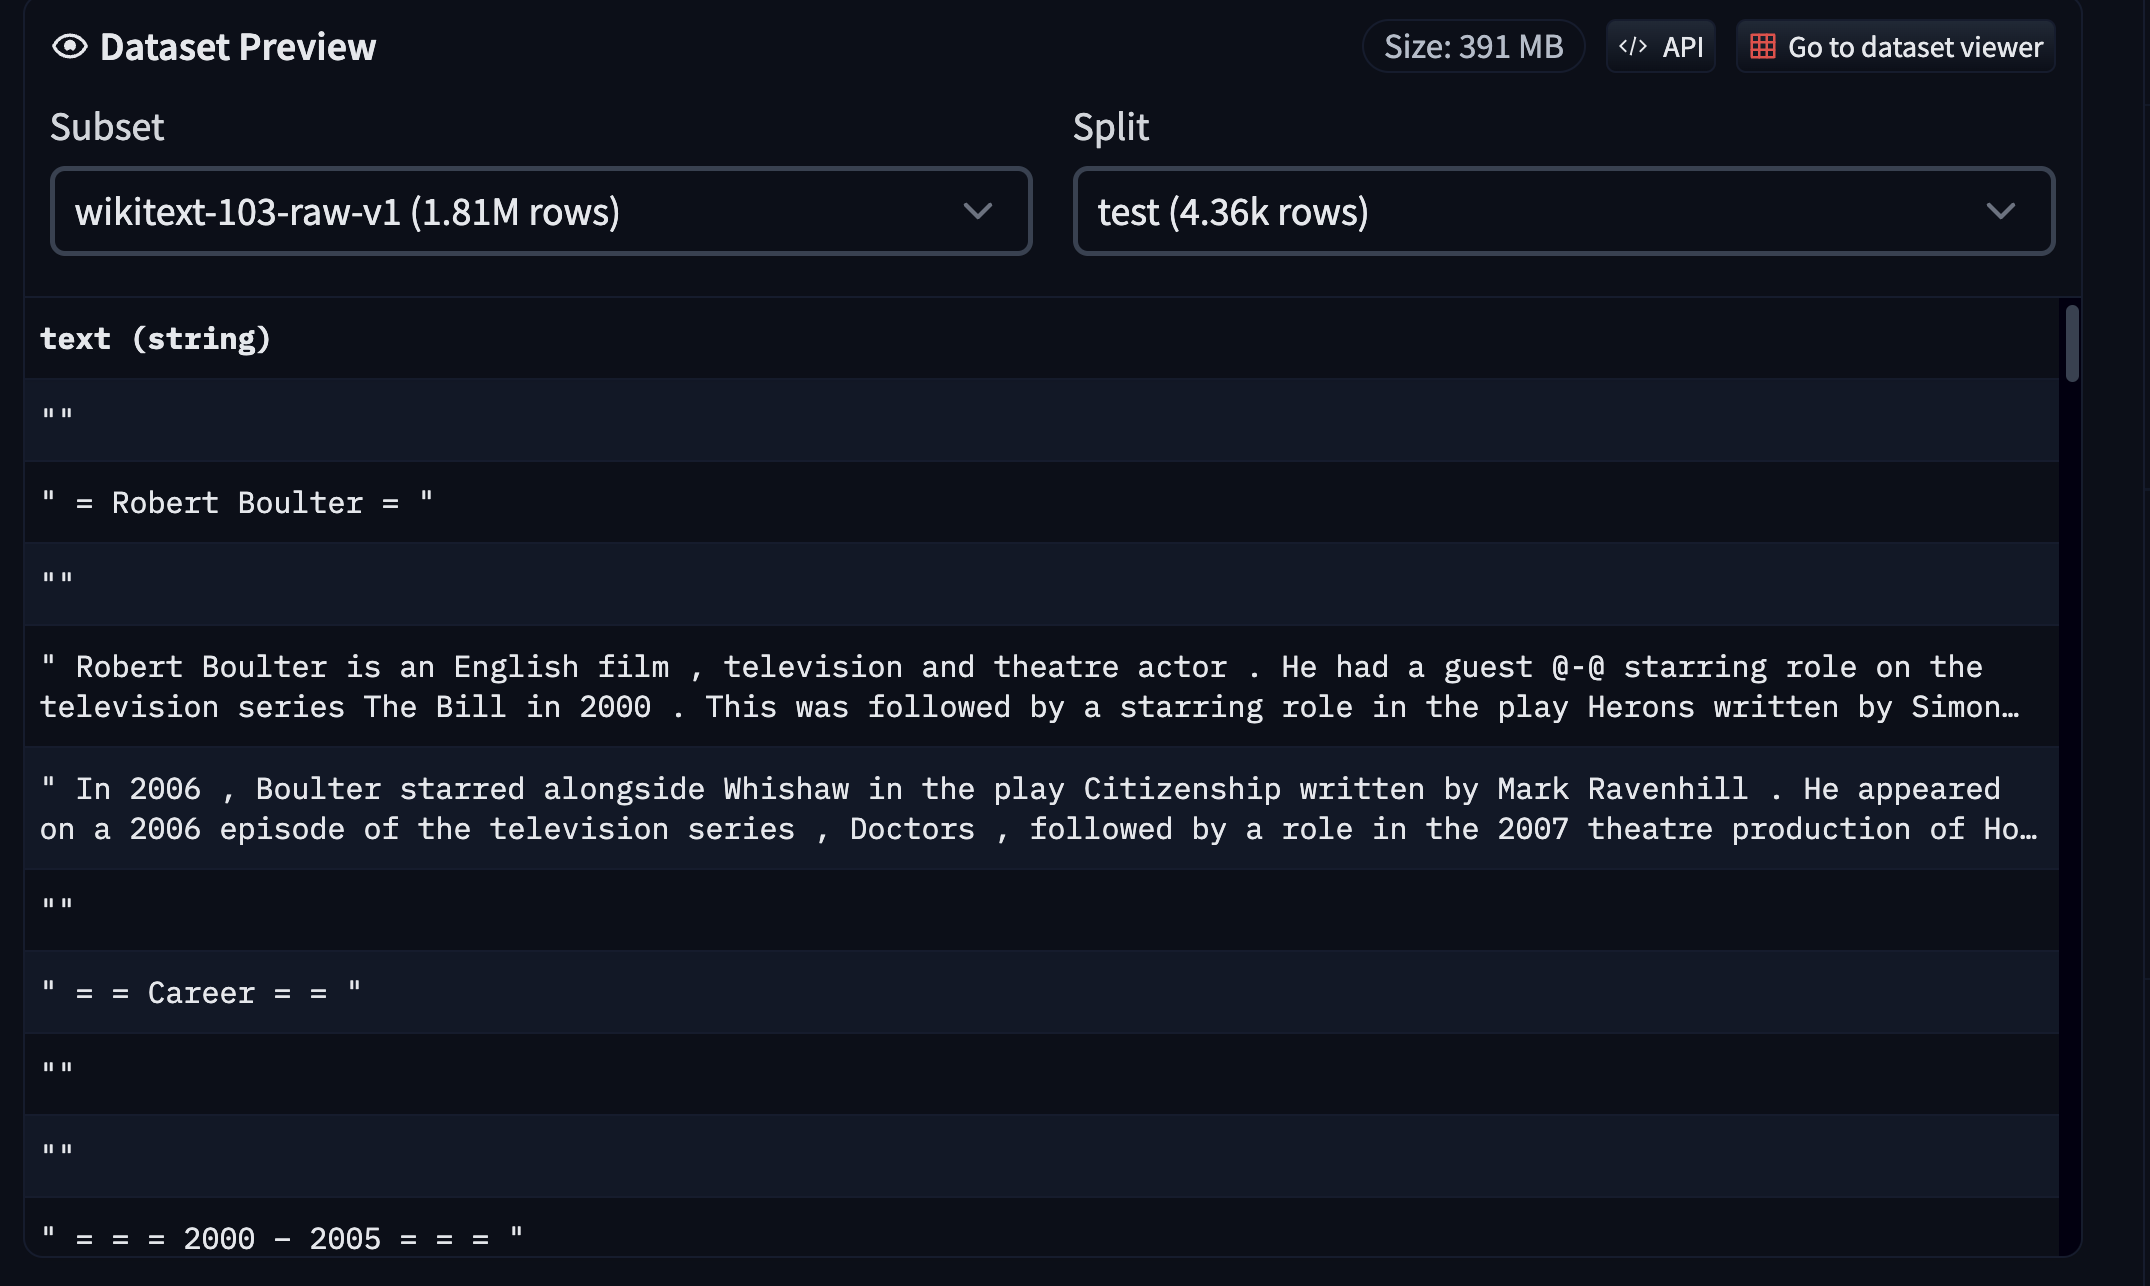 Dataset Preview
Size: 391 MB
</> API
Go to dataset viewer
Subset
Split
wikitext-103-raw-v1 (1.81M rows)
test (4.36k rows)
text (string)
""
" = Robert Boulter = "
""
" Robert Boulter is an English film , television and theatre actor . He had a guest @-@ starring role on the
television series The Bill in 2000 . This was followed by a starring role in the play Herons written by Simon…
" In 2006 , Boulter starred alongside Whishaw in the play Citizenship written by Mark Ravenhill . He appeared
on a 2006 episode of the television series , Doctors , followed by a role in the 2007 theatre production of Ho…
""
" = = Career = = "
""
""
" = = = 2000 – 2005 = = = "